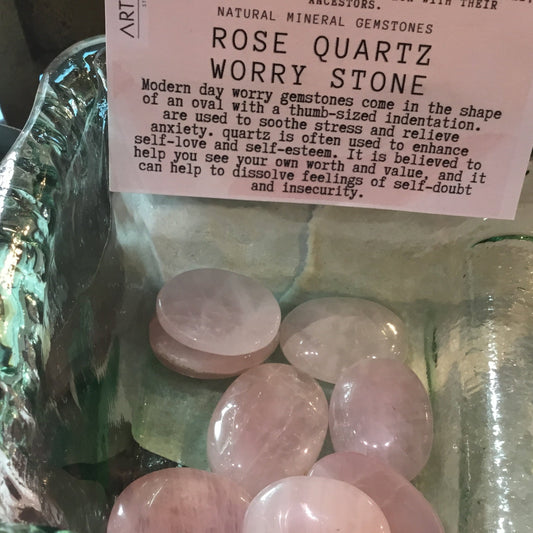 ART
WITH THEIR
ANCESTORS.
NATURAL MINERAL GEMSTONES
ROSE QUARTZ
WORRY STONE
Modern day worry gemstones come in the shape
of an oval with a thumb-sized indentation.
are used to soothe stress and relieve
anxiety. quartz is often used to enhance
self-love and self-esteem. It is believed to
help you see your own worth and value, and it
can help to dissolve feelings of self-doubt
and insecurity.